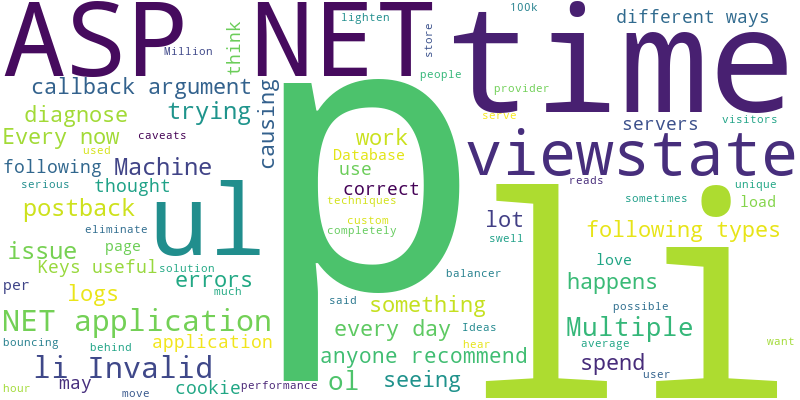 ASP NET
time
lighten
100k
different ways
Million
think
store
people
provider
callback argument
causing
diagnose
trying
serve
servers
visitors
Every now
caveats
work
viewstate
used
Database
following
Machine
use
reads
serious
thought
correct
unique
techniques
sometimes
load
postback
ul
p
li
custom
lot
eliminate
completely
following types
issue
page
swell
Keys useful
solution
love
per
errors
balancer
happens
logs
much
said
something
possible
NET application
every day
Ideas
Multiple
bouncing
behind
application
hear
average
want
anyone recommend
li Invalid
spend
may
ol
seeing
user
hour
move
cookie
performance